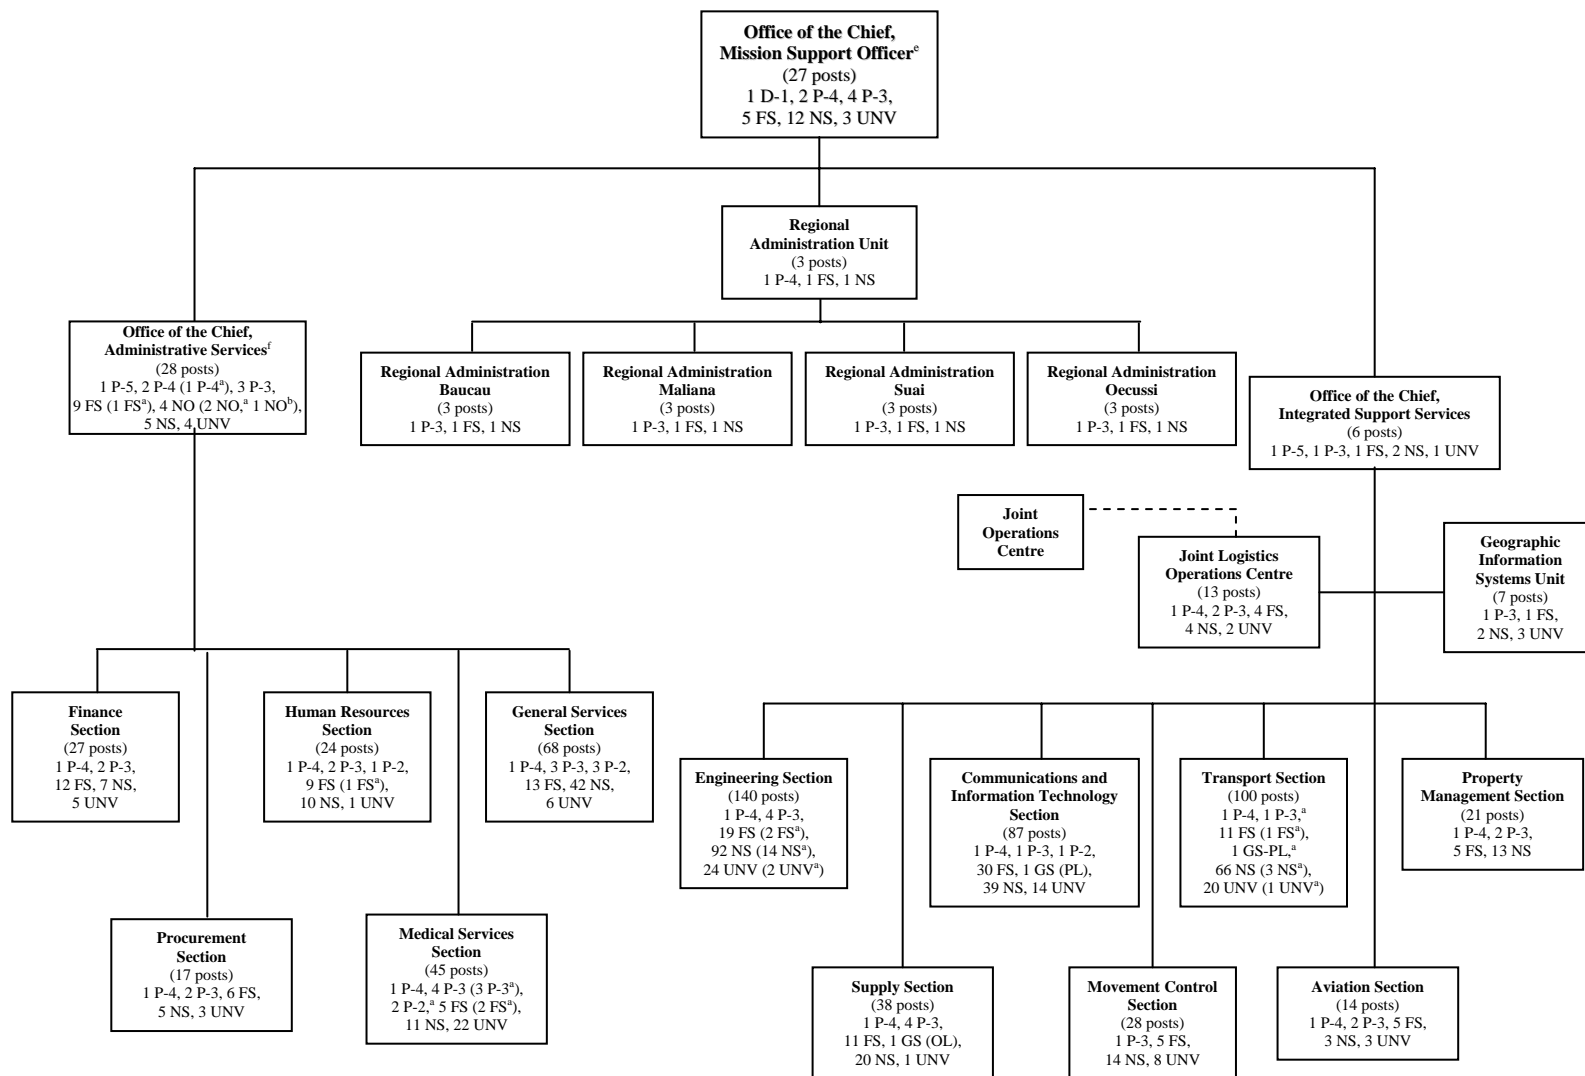 Office of the Chief,
Mission Support Officerᵉ
(27 posts)
1 D-1, 2 P-4, 4 P-3,
5 FS, 12 NS, 3 UNV
Regional
Administration Unit
(3 posts)
1 P-4, 1 FS, 1 NS
Office of the Chief,
Administrative Servicesᶠ
(28 posts)
1 P-5, 2 P-4 (1 P-4ᵃ), 3 P-3,
9 FS (1 FSᵃ), 4 NO (2 NO,ᵃ 1 NOᵇ),
5 NS, 4 UNV
Regional Administration
Baucau
(3 posts)
1 P-3, 1 FS, 1 NS
Regional Administration
Maliana
(3 posts)
1 P-3, 1 FS, 1 NS
Regional Administration
Suai
(3 posts)
1 P-3, 1 FS, 1 NS
Regional Administration
Oecussi
(3 posts)
1 P-3, 1 FS, 1 NS
Office of the Chief,
Integrated Support Services
(6 posts)
1 P-5, 1 P-3, 1 FS, 2 NS, 1 UNV
Joint
Operations
Centre
Joint Logistics
Operations Centre
(13 posts)
1 P-4, 2 P-3, 4 FS,
4 NS, 2 UNV
Geographic
Information
Systems Unit
(7 posts)
1 P-3, 1 FS,
2 NS, 3 UNV
Finance
Section
(27 posts)
1 P-4, 2 P-3,
12 FS, 7 NS,
5 UNV
Human Resources
Section
(24 posts)
1 P-4, 2 P-3, 1 P-2,
9 FS (1 FSᵃ),
10 NS, 1 UNV
General Services
Section
(68 posts)
1 P-4, 3 P-3, 3 P-2,
13 FS, 42 NS,
6 UNV
Engineering Section
(140 posts)
1 P-4, 4 P-3,
19 FS (2 FSᵃ),
92 NS (14 NSᵃ),
24 UNV (2 UNVᵃ)
Communications and
Information Technology
Section
(87 posts)
1 P-4, 1 P-3, 1 P-2,
30 FS, 1 GS (PL),
39 NS, 14 UNV
Transport Section
(100 posts)
1 P-4, 1 P-3,ᵃ
11 FS (1 FSᵃ),
1 GS-PL,ᵃ
66 NS (3 NSᵃ),
20 UNV (1 UNVᵃ)
Property
Management Section
(21 posts)
1 P-4, 2 P-3,
5 FS, 13 NS
Procurement
Section
(17 posts)
1 P-4, 2 P-3, 6 FS,
5 NS, 3 UNV
Medical Services
Section
(45 posts)
1 P-4, 4 P-3 (3 P-3ᵃ),
2 P-2,ᵃ 5 FS (2 FSᵃ),
11 NS, 22 UNV
Supply Section
(38 posts)
1 P-4, 4 P-3,
11 FS, 1 GS (OL),
20 NS, 1 UNV
Movement Control
Section
(28 posts)
1 P-3, 5 FS,
14 NS, 8 UNV
Aviation Section
(14 posts)
1 P-4, 2 P-3, 5 FS,
3 NS, 3 UNV